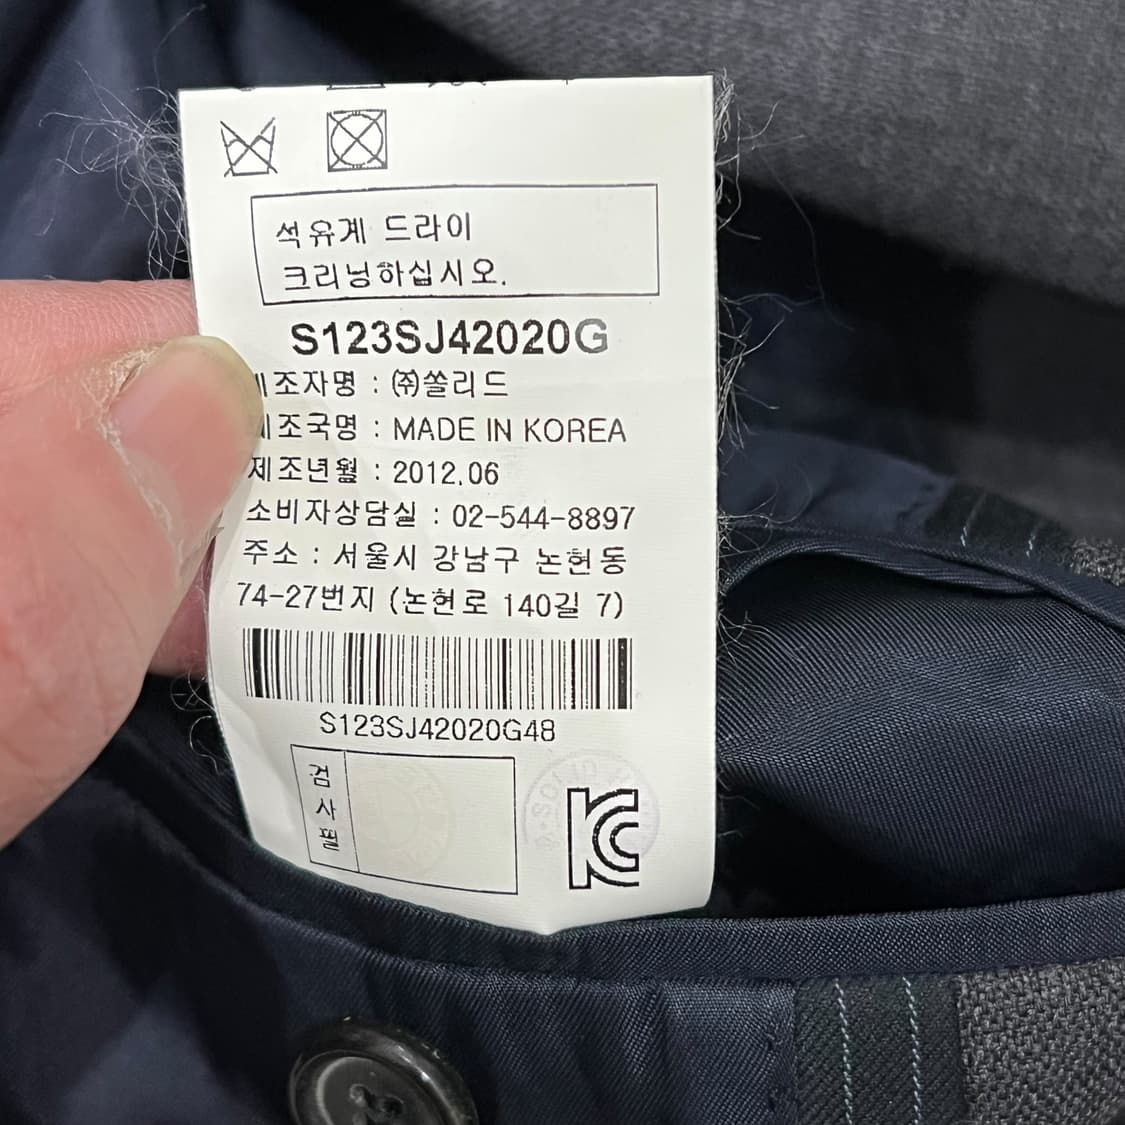 석유계 드라이
크리닝하십시오.
S123SJ42020G
제조자명 : ㈜쏠리드
제조국명 : MADE IN KOREA
제조년월 : 2012.06
소비자상담실 : 02-544-8897
주소 : 서울시 강남구 논현동
74-27번지 (논현로 140길 7)
S123SJ42020G48
검
사
필